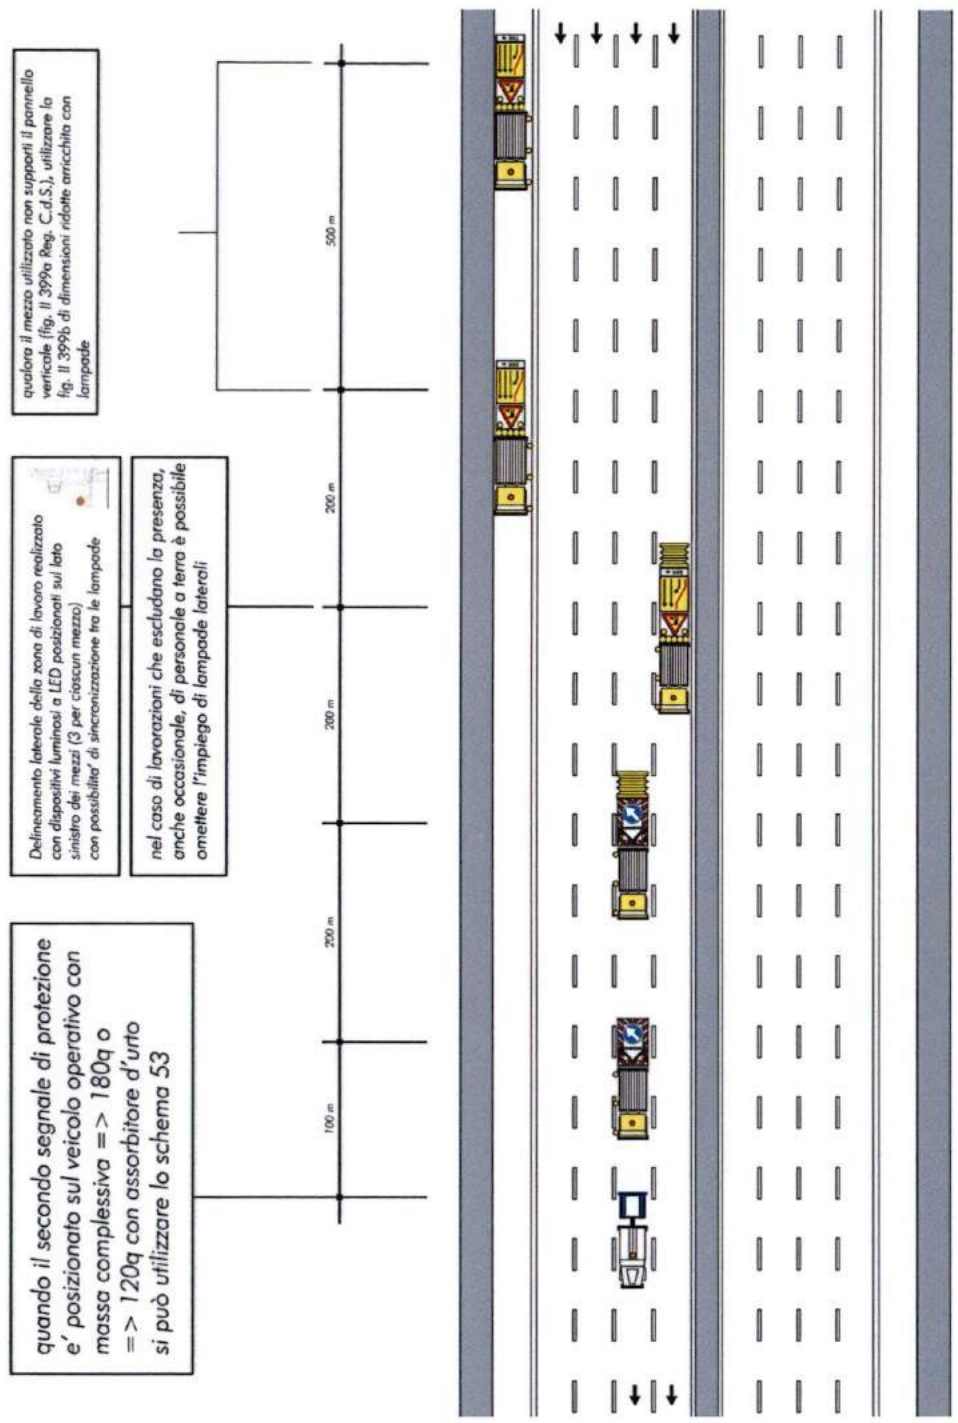 quando il secondo segnale di protezione
e' posizionato sul veicolo operativo con
massa complessiva => 180q o
=> 120q con assorbitore d'urto
si può utilizzare lo schema 53
Delineamento laterale della zona di lavoro realizzato
con dispositivi luminosi a LED posizionati sul lato
sinistro dei mezzi (3 per ciascun mezzo)
con possibilita' di sincronizzazione tra le lampade
nel caso di lavorazioni che escludano la presenza,
anche occasionale, di personale a terra è possibile
omettere l'impiego di lampade laterali
qualora il mezzo utilizzato non supporti il pannello
verticale (fig. II 399a Reg. C.d.S.), utilizzare la
fig. II 399b di dimensioni ridotte arricchita con
lampade
100 m
200 m
200 m
200 m
500 m